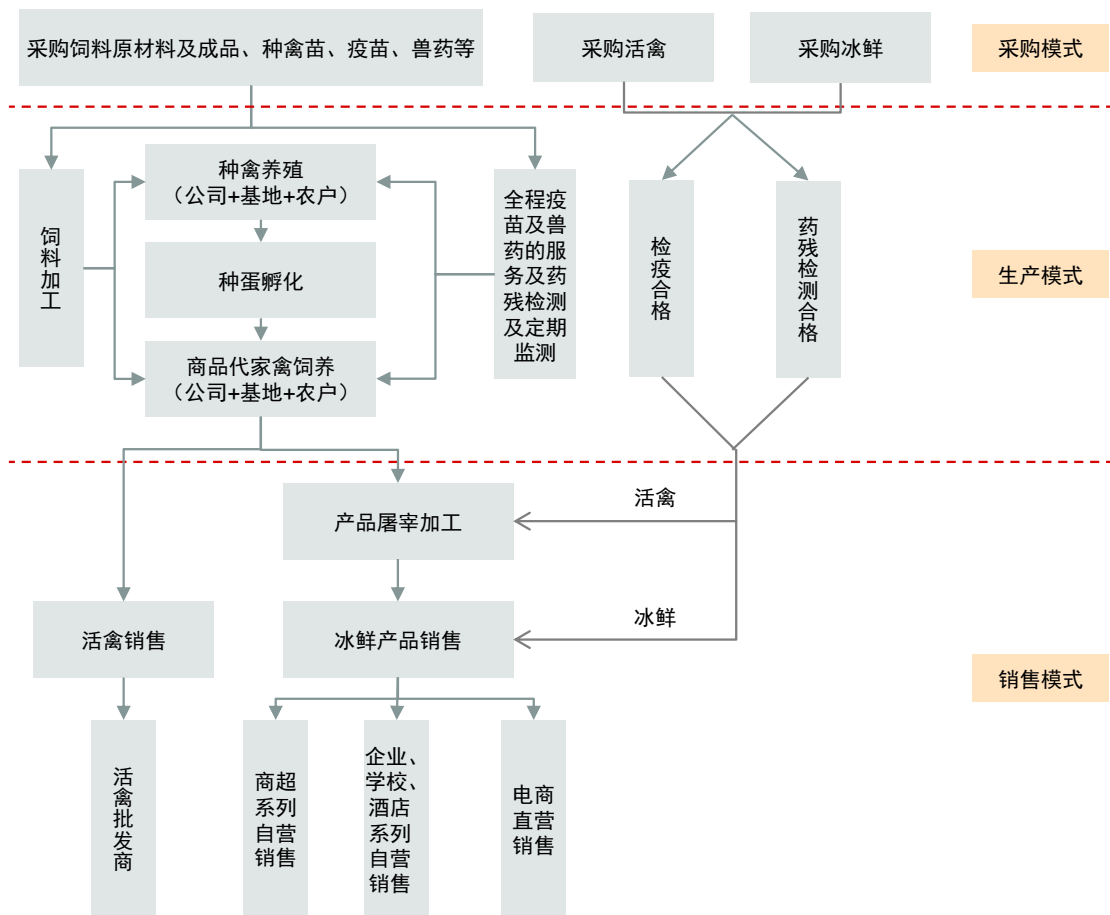 采购饲料原材料及成品、种禽苗、疫苗、兽药等
采购活禽
采购冰鲜
采购模式
饲料加工
种禽养殖
（公司+基地+农户）
种蛋孵化
商品代家禽饲养
（公司+基地+农户）
全程疫
苗及兽
药的服
务及药
残检测
及定期
监测
检疫合格
药残检测合格
生产模式
产品屠宰加工
活禽
活禽销售
冰鲜产品销售
冰鲜
销售模式
活禽批发商
商超
系列
自营
销售
企业、
学校、
酒店
系列
自营
销售
电商
直营
销售